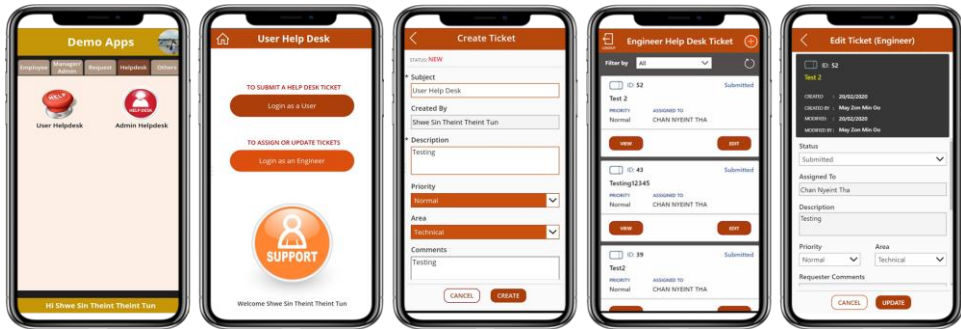 Demo Apps
Employee
Manager/
Admin
Request
Helpdesk
Others
HELP
HELP DESK
User Helpdesk
Admin Helpdesk
Hi Shwe Sin Theint Theint Tun
User Help Desk
TO SUBMIT A HELP DESK TICKET
Login as a User
TO ASSIGN OR UPDATE TICKETS
Login as an Engineer
SUPPORT
Welcome Shwe Sin Theint Theint Tun
Create Ticket
status: NEW
* Subject
User Help Desk
Created By
Shwe Sin Theint Theint Tun
* Description
Testing
Priority
Normal
Area
Technical
Comments
Testing
CANCEL
CREATE
LOGOUT
Engineer Help Desk Ticket
Filter by
All
ID: 52
Submitted
Test 2
PRIORITY
ASSIGNED TO
Normal
CHAN NYEINT THA
VIEW
EDIT
ID: 43
Submitted
Testing12345
PRIORITY
ASSIGNED TO
Normal
CHAN NYEINT THA
VIEW
EDIT
ID: 39
Submitted
Test2
PRIORITY
ASSIGNED TO
Normal
CHAN NYEINT THA
Edit Ticket (Engineer)
ID: 52
Test 2
CREATED : 20/02/2020
CREATED BY : May Zon Min Oo
MODIFIED : 20/02/2020
MODIFIED BY : May Zon Min Oo
Status
Submitted
Assigned To
Chan Nyeint Tha
Description
Testing
Priority
Area
Normal
Technical
Requester Comments
CANCEL
UPDATE